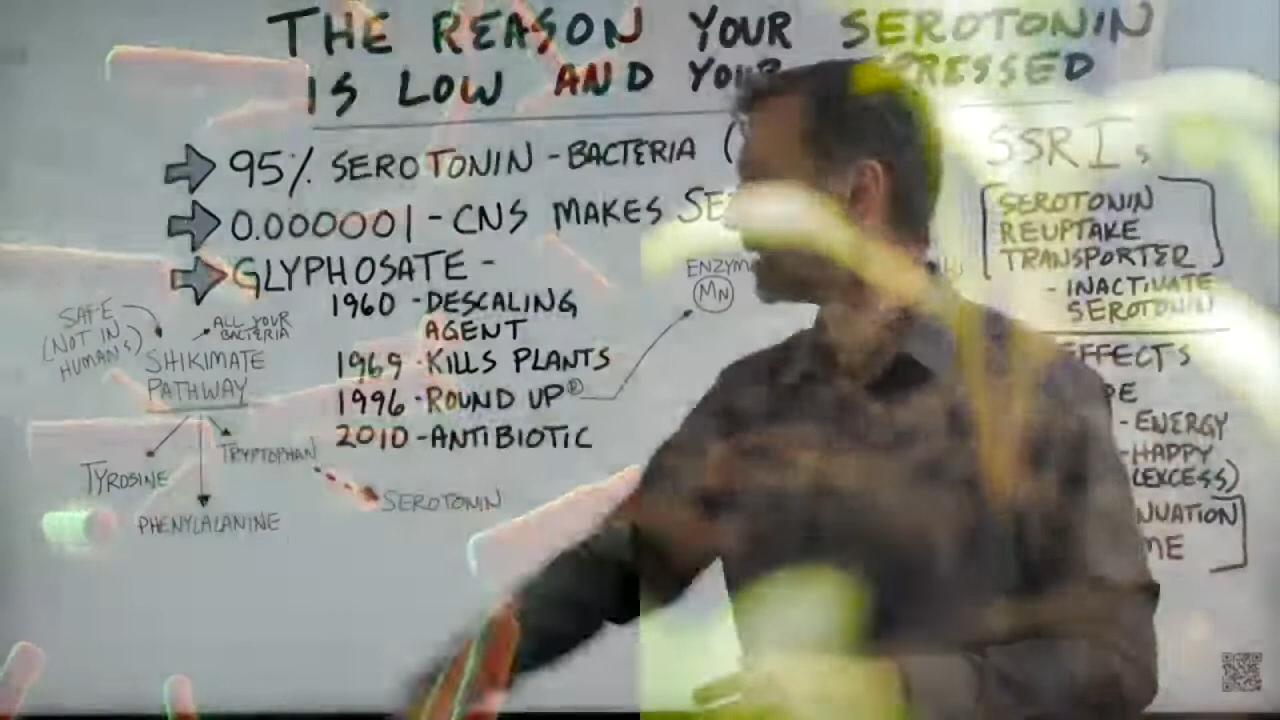 THE REASON YOUR SEROTONIN
IS LOW AND YOUR
95% SEROTONIN - BACTERIA (
0.000001 - CNS MAKES
GLYPHOSATE -
1960 - DESCALING
AGENT
1969 - KILLS PLANTS
1996 - ROUND UP®
2010 - ANTIBIOTIC
SAFE
(NOT IN
HUMANS)
ALL YOUR
BACTERIA
SHIKIMATE
PATHWAY
TYROSINE
TRYPTOPHAN
PHENYLALANINE
SEROTONIN
MN
SSRIs
[SEROTONIN
REUPTAKE
TRANSPORTER]
- INACTIVATE
SEROTONIN
- ENERGY
- HAPPY
(EXCESS)